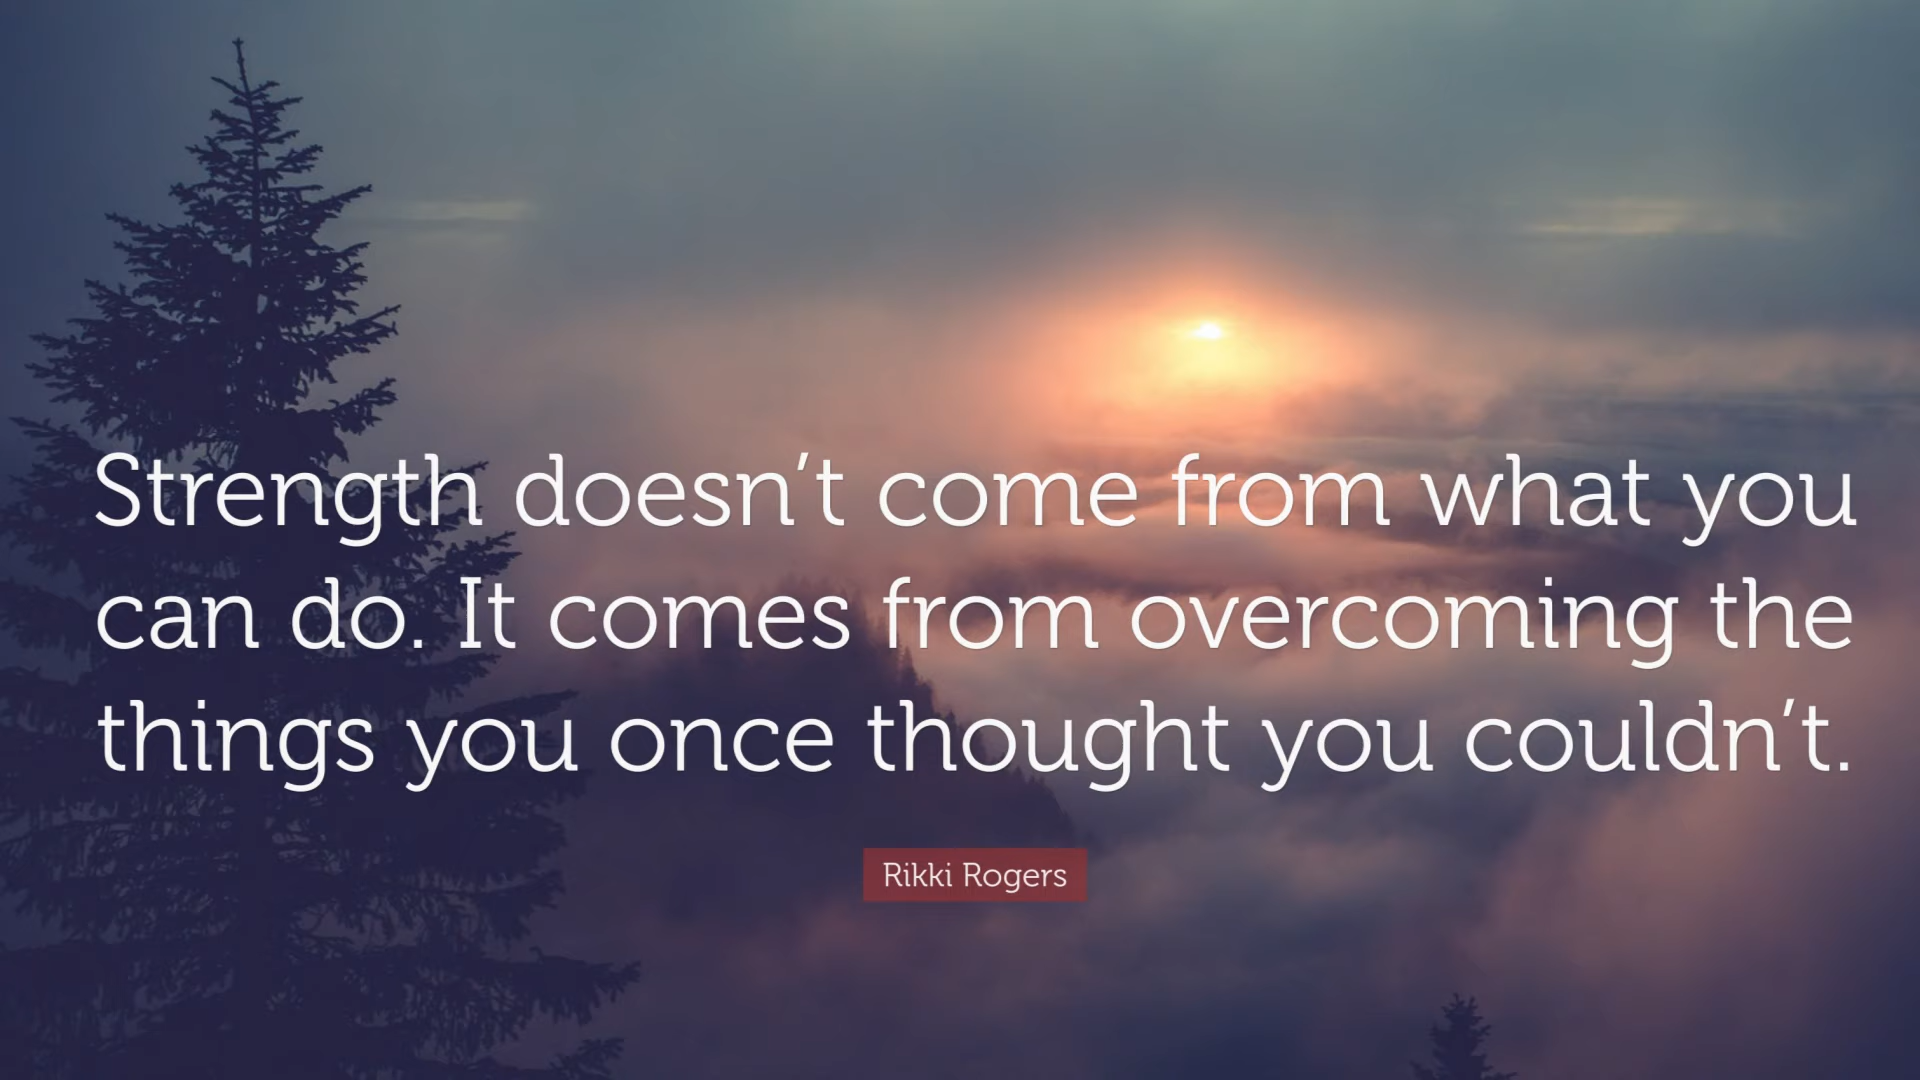 Strength doesn’t come from what you
can do. It comes from overcoming the
things you once thought you couldn’t.
Rikki Rogers